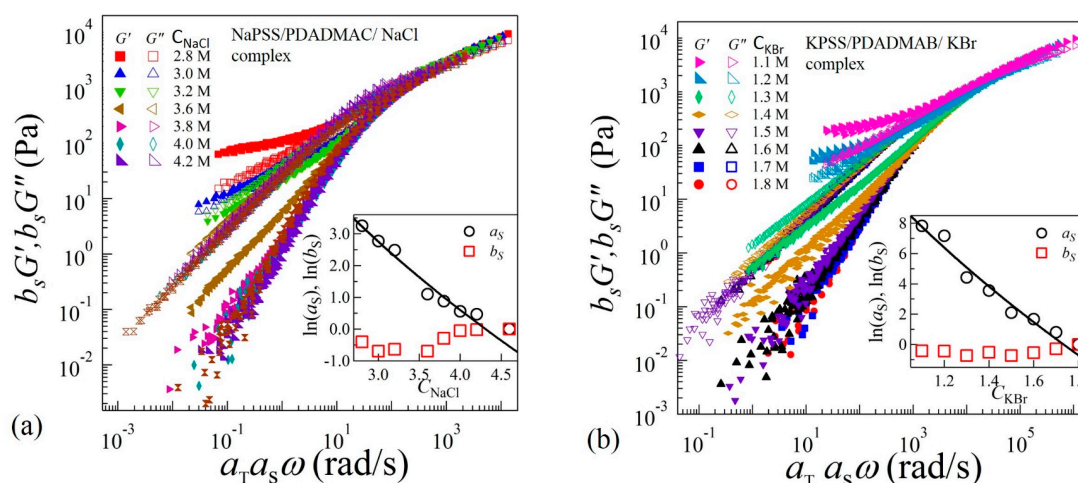 G' G" C_NaCl
NaPSS/PDADMAC/ NaCl
complex
2.8 M
3.0 M
3.2 M
3.6 M
3.8 M
4.0 M
4.2 M
10^4
10^3
10^2
10^1
10^0
10^-1
10^-2
b_sG',b_sG" (Pa)
10^-3 10^-1 10^1 10^3
a_T a_S ω (rad/s)
(a)
ln(a_S), ln(b_S)
3.0
2.0
1.0
0.0
-1.0
a_S
b_S
3.0 3.5 4.0 4.5
C_NaCl
G' G" C_KBr
KPSS/PDADMAB/ KBr
complex
1.1 M
1.2 M
1.3 M
1.4 M
1.5 M
1.6 M
1.7 M
1.8 M
10^4
10^3
10^2
10^1
10^0
10^-1
10^-2
10^-3
b_sG',b_sG" (Pa)
10^-1 10^1 10^3 10^5
a_T a_S ω (rad/s)
(b)
ln(a_S), ln(b_S)
8
6
4
2
0
a_S
b_S
1.2 1.4 1.6 1.8
C_KBr